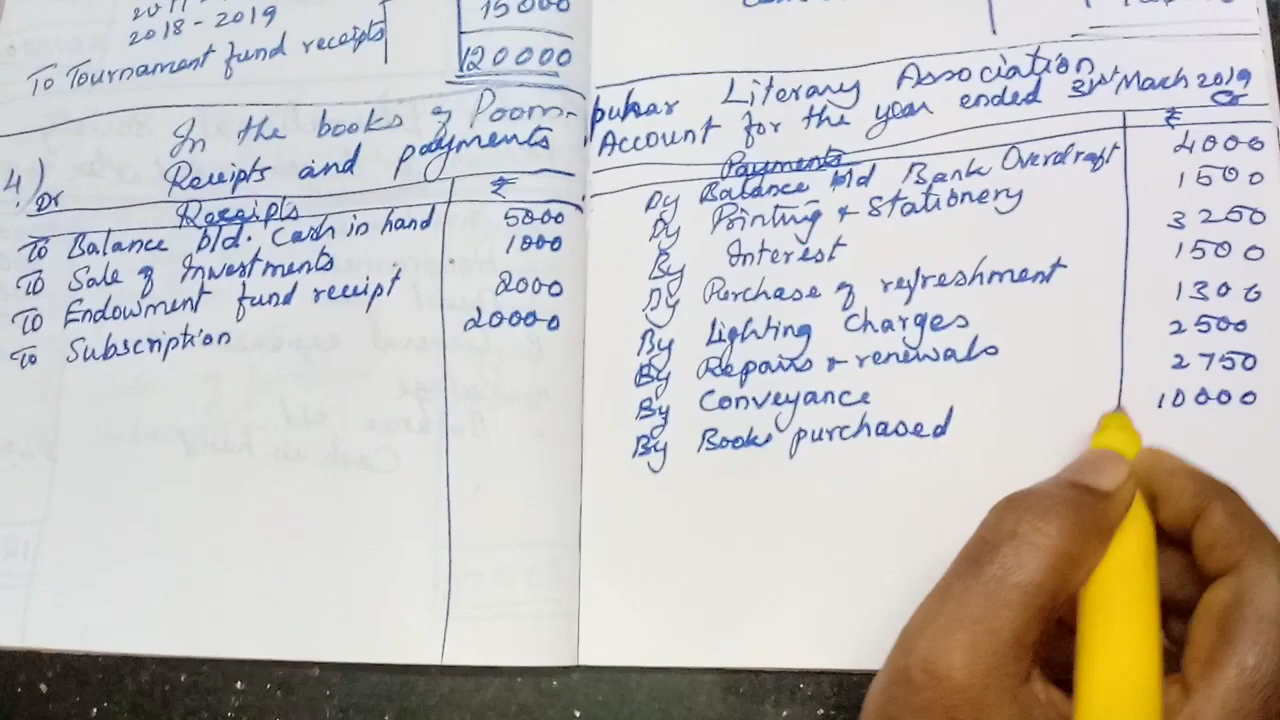 2018-2019
15000
To Tournament fund receipts
120000
4.) In the books of Poom-puhar Literary Association
Receipts and payments Account for the year ended 31st Mach 2019
Dr
Cr
Receipts ₹
To Balance b/d. Cash in hand 5000
To Sale of Investments 1000
To Endowment fund receipt 2000
To Subscription 20000
Payments ₹
By Balance b/d Bank Overdraft 4000
By Printing & Stationery 1500
By Interest 3250
By Purchase of refreshment 1500
By Lighting Charges 1300
By Repairs & renewals 2500
By Conveyance 2750
By Books purchased 10000